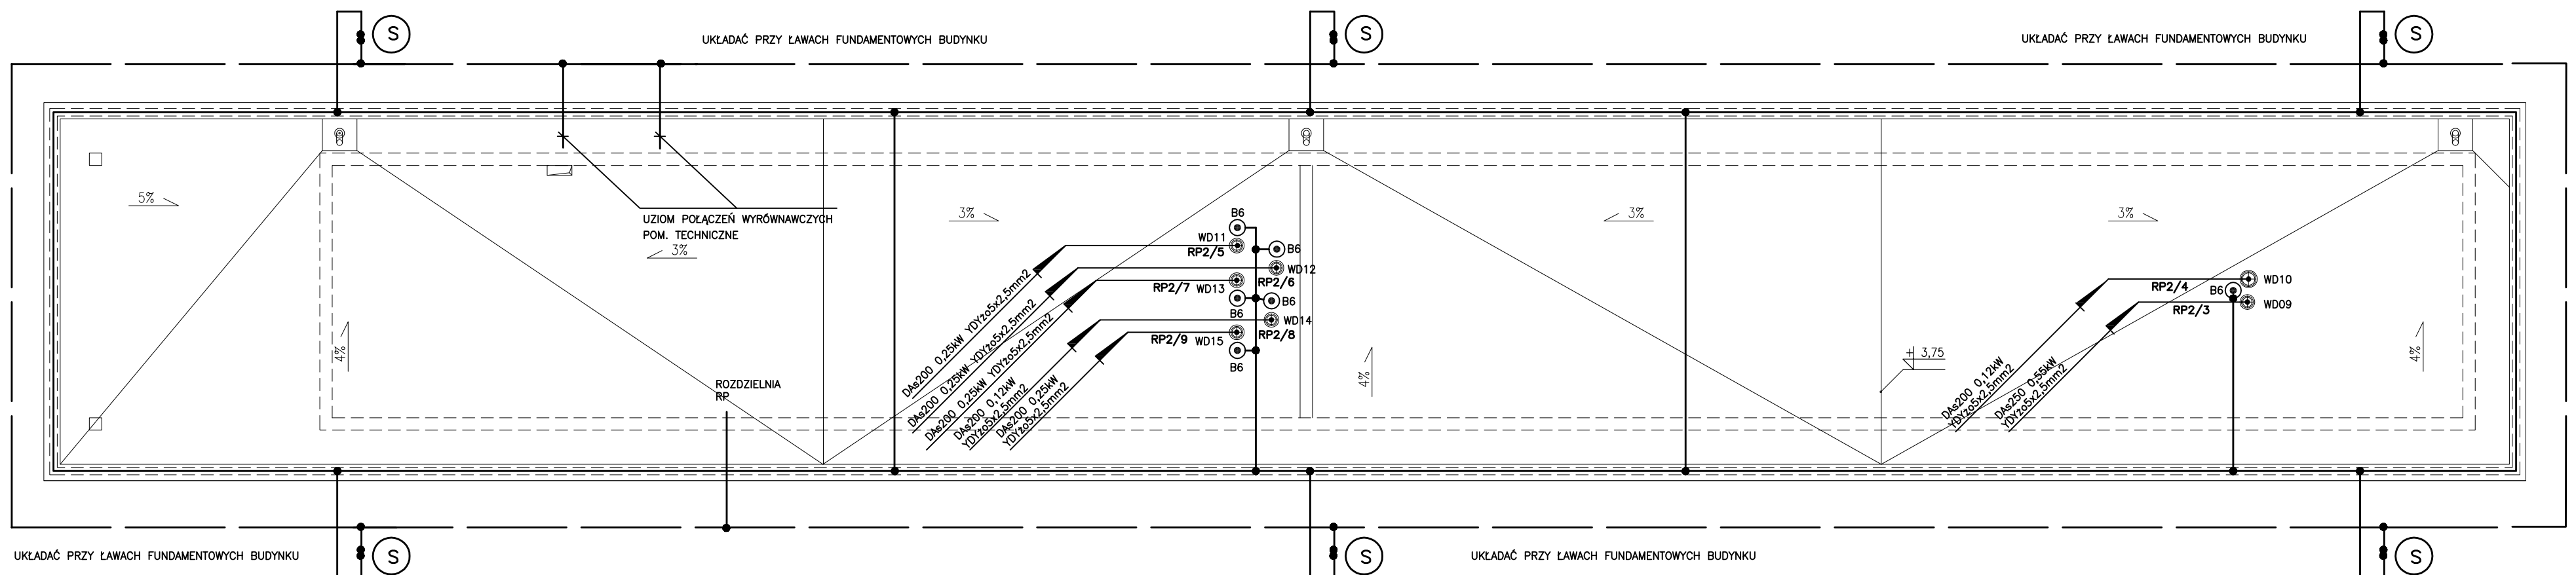 S
S
S
UKŁADAĆ PRZY ŁAWACH FUNDAMENTOWYCH BUDYNKU
UKŁADAĆ PRZY ŁAWACH FUNDAMENTOWYCH BUDYNKU
5%
3%
3%
3%
UZIOM POŁĄCZEŃ WYRÓWNAWCZYCH
POM. TECHNICZNE
3%
B6
WD11
RP2/5
B6
WD12
RP2/6
RP2/7 WD13
B6
B6
WD14
RP2/8
RP2/9 WD15
B6
WD10
RP2/4
B6
WD09
RP2/3
4%
4%
4%
+ 3,75
DAs200 0,25kW YDYżo5x2,5mm2
DAs200 0,25kW YDYżo5x2,5mm2
DAs200 0,25kW YDYżo5x2,5mm2
DAs200 0,12kW
YDYżo5x2,5mm2
DAs200 0,25kW
YDYżo5x2,5mm2
DAs200 0,12kW
YDYżo5x2,5mm2
DAs250 0,55kW
YDYżo5x2,5mm2
ROZDZIELNIA
RP
UKŁADAĆ PRZY ŁAWACH FUNDAMENTOWYCH BUDYNKU
S
S
UKŁADAĆ PRZY ŁAWACH FUNDAMENTOWYCH BUDYNKU
S